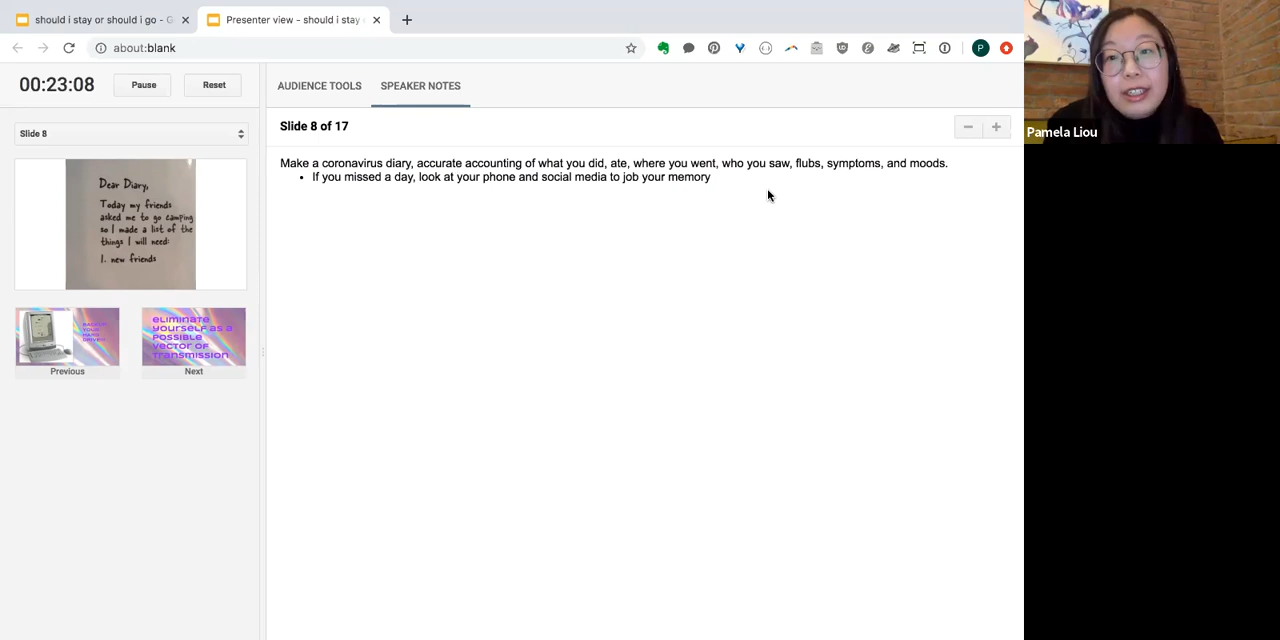 should i stay or should i go - G
Presenter view - should i stay
about:blank
P
00:23:08
Pause
Reset
AUDIENCE TOOLS
SPEAKER NOTES
Slide 8
Slide 8 of 17
Make a coronavirus diary, accurate accounting of what you did, ate, where you went, who you saw, flubs, symptoms, and moods.
• If you missed a day, look at your phone and social media to job your memory
Dear Diary,
Today my friends
asked me to go camping
so I made a list of the
things I will need:
1. new friends
BACKUP
YOUR
HARD
DRIVE!!
Previous
eliminate
yourself as a
possible
vector of
transmission
Next
Pamela Liou